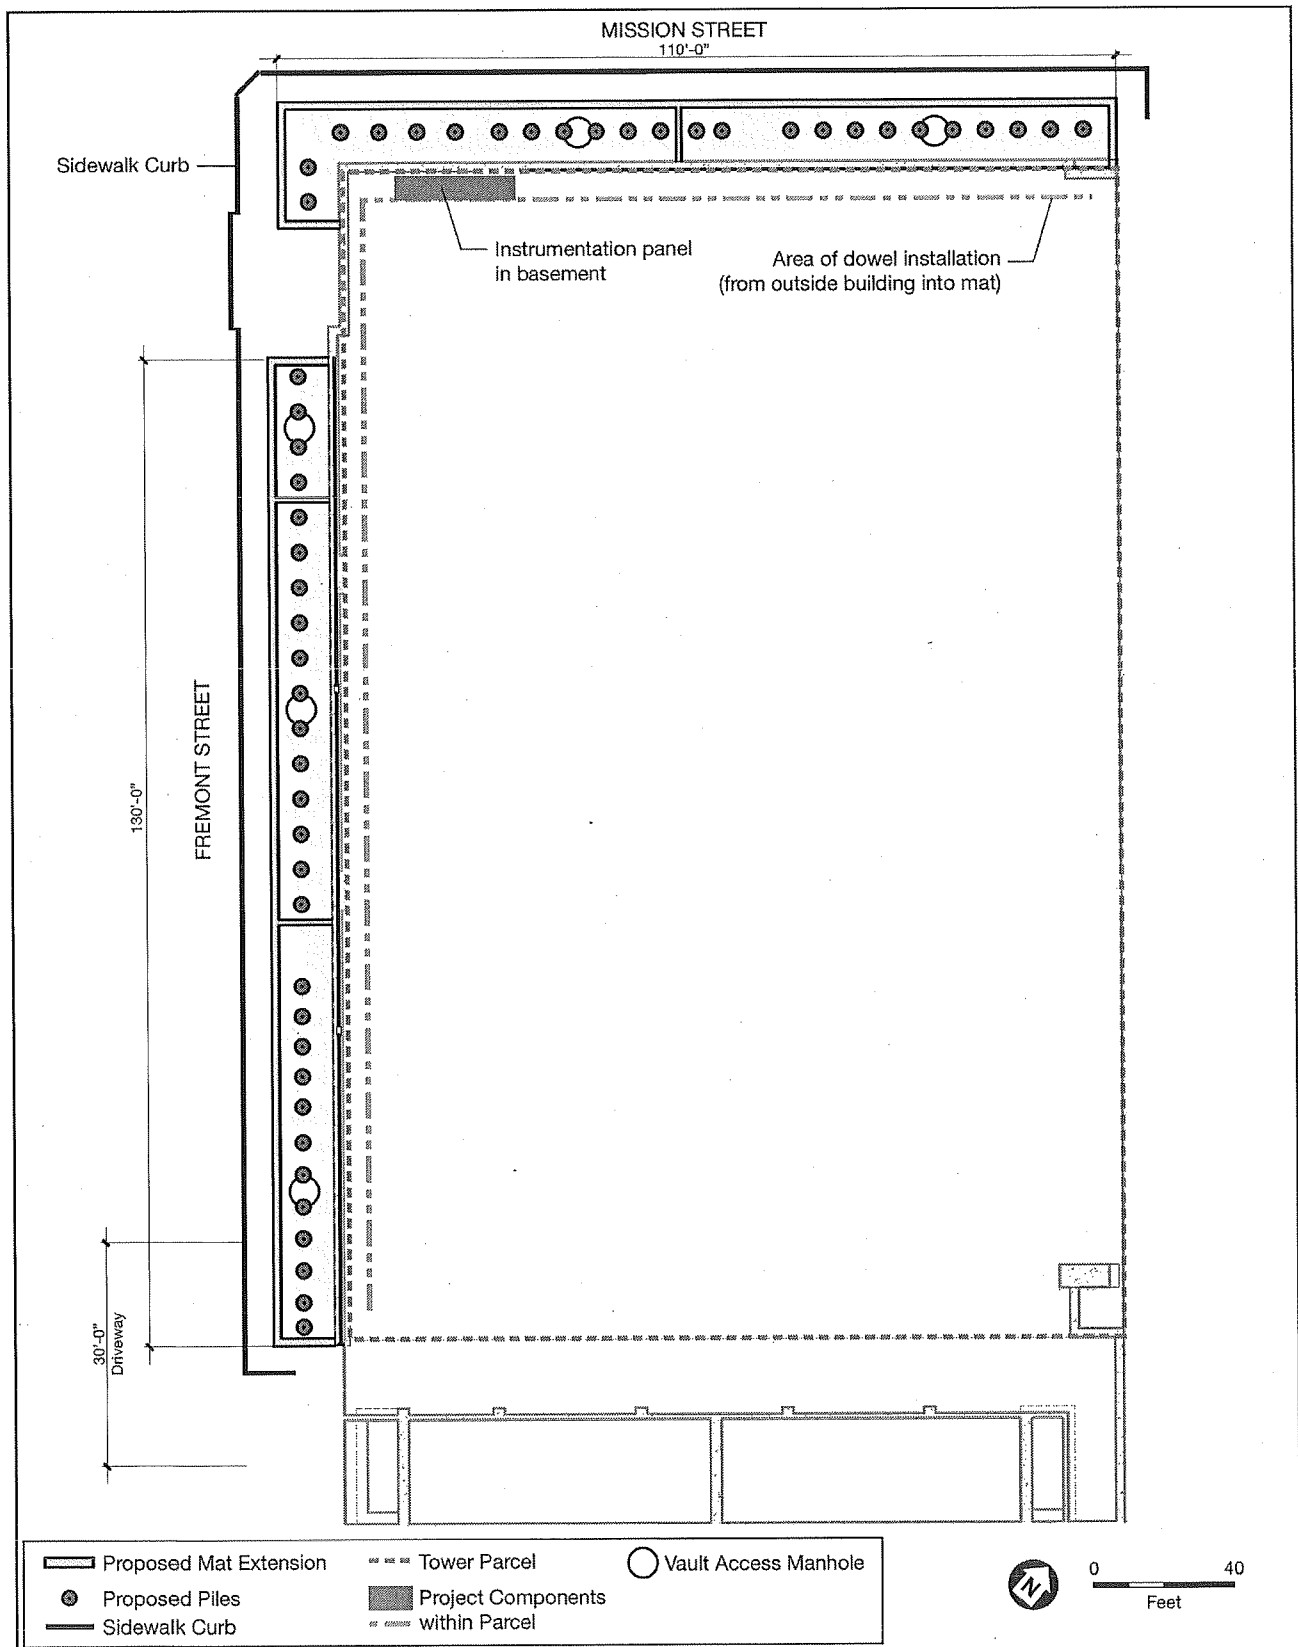 MISSION STREET
110'-0"
Sidewalk Curb
Instrumentation panel
in basement
Area of dowel installation
(from outside building into mat)
130'-0"
FREMONT STREET
30'-0"
Driveway
Proposed Mat Extension
Proposed Piles
Sidewalk Curb
Tower Parcel
Project Components
within Parcel
Vault Access Manhole
N
0 40
Feet